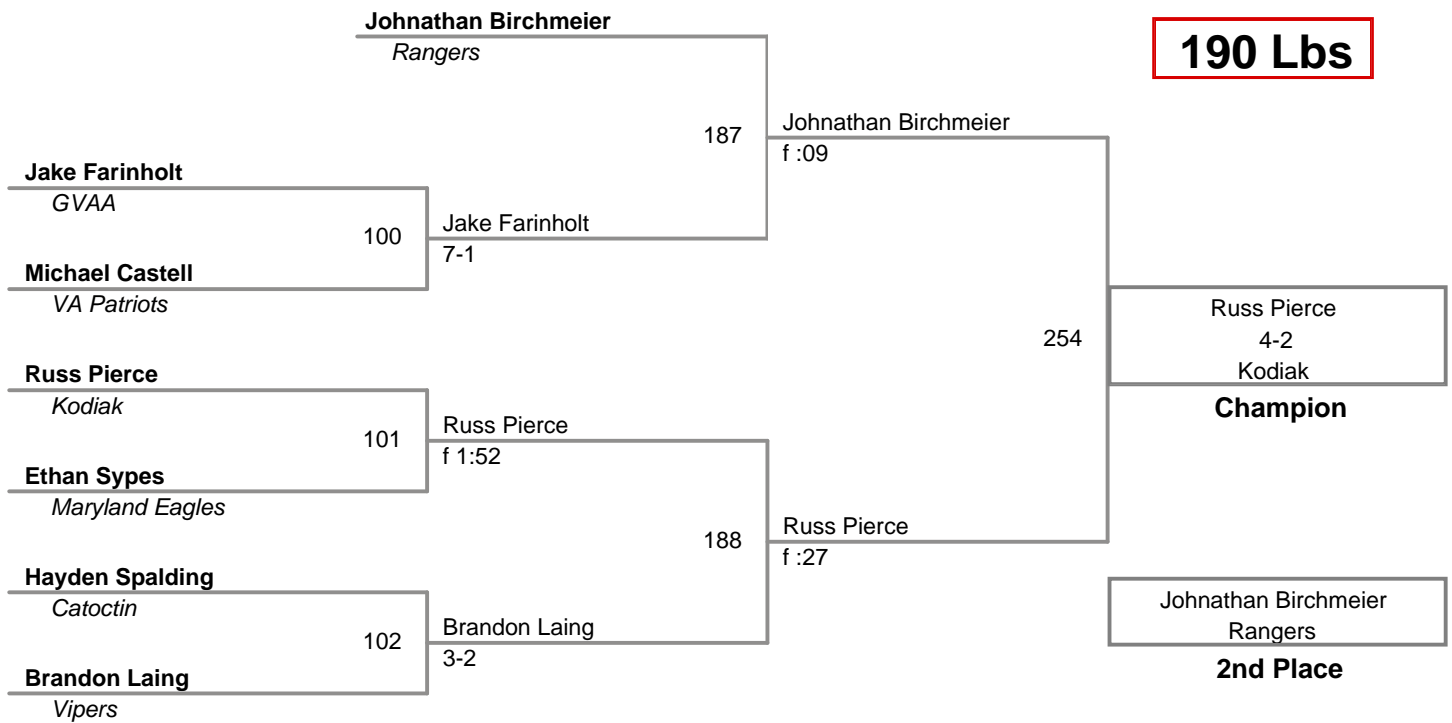 Johnathan Birchmeier
Rangers
190 Lbs
187
Johnathan Birchmeier
f :09
Jake Farinholt
GVAA
100
Jake Farinholt
7-1
Michael Castell
VA Patriots
254
Russ Pierce
4-2
Kodiak
Champion
Russ Pierce
Kodiak
101
Russ Pierce
f 1:52
Ethan Sypes
Maryland Eagles
188
Russ Pierce
f :27
Hayden Spalding
Catoctin
102
Brandon Laing
3-2
Brandon Laing
Vipers
Johnathan Birchmeier
Rangers
2nd Place